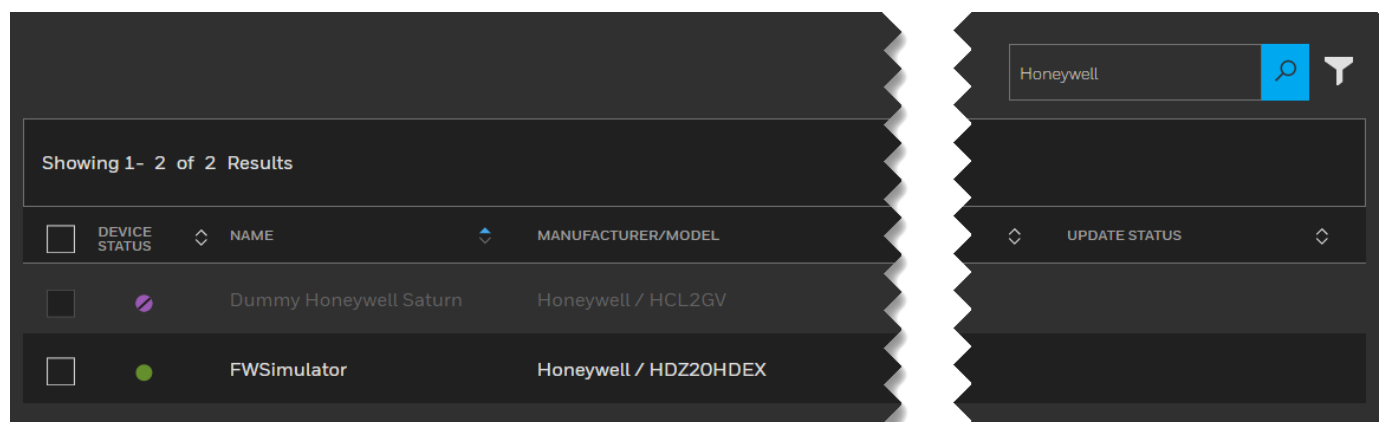 Honeywell
Showing 1- 2 of 2 Results
DEVICE STATUS NAME MANUFACTURER/MODEL UPDATE STATUS
Dummy Honeywell Saturn Honeywell / HCL2GV
FWSimulator Honeywell / HDZ20HDEX